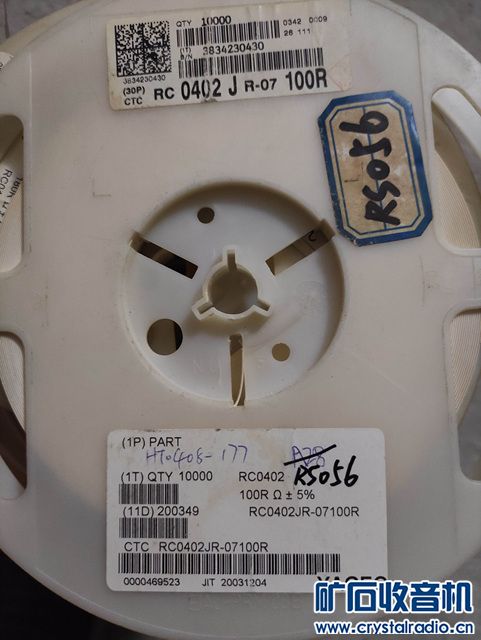 QTY 10000
0342 0009
26 111
(1T)
P/N 3834230430
3834230430
(30P)
CTC RC 0402 J R-07 100R
RS056
(1P) PART
HT0408-177
A28
(1T) QTY 10000 RC0402 RS056
100R Ω ± 5%
(11D) 200349 RC0402JR-07100R
CTC RC0402JR-07100R
0000469523 JIT 20031204
YAGEO
矿石收音机
www.crystalradio.cn